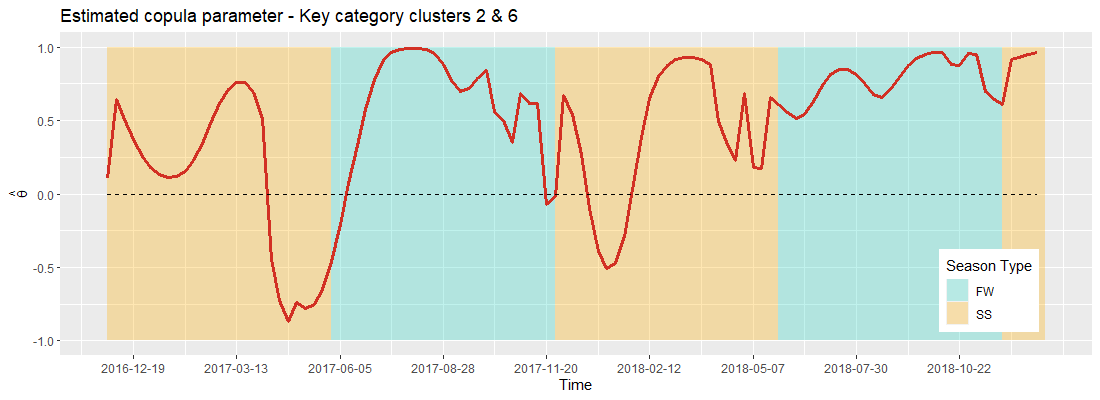 Estimated copula parameter - Key category clusters 2 & 6
1.0
0.5
0.0
-0.5
-1.0
θ̂
2016-12-19 2017-03-13 2017-06-05 2017-08-28 2017-11-20 2018-02-12 2018-05-07 2018-07-30 2018-10-22
Time
Season Type
FW
SS